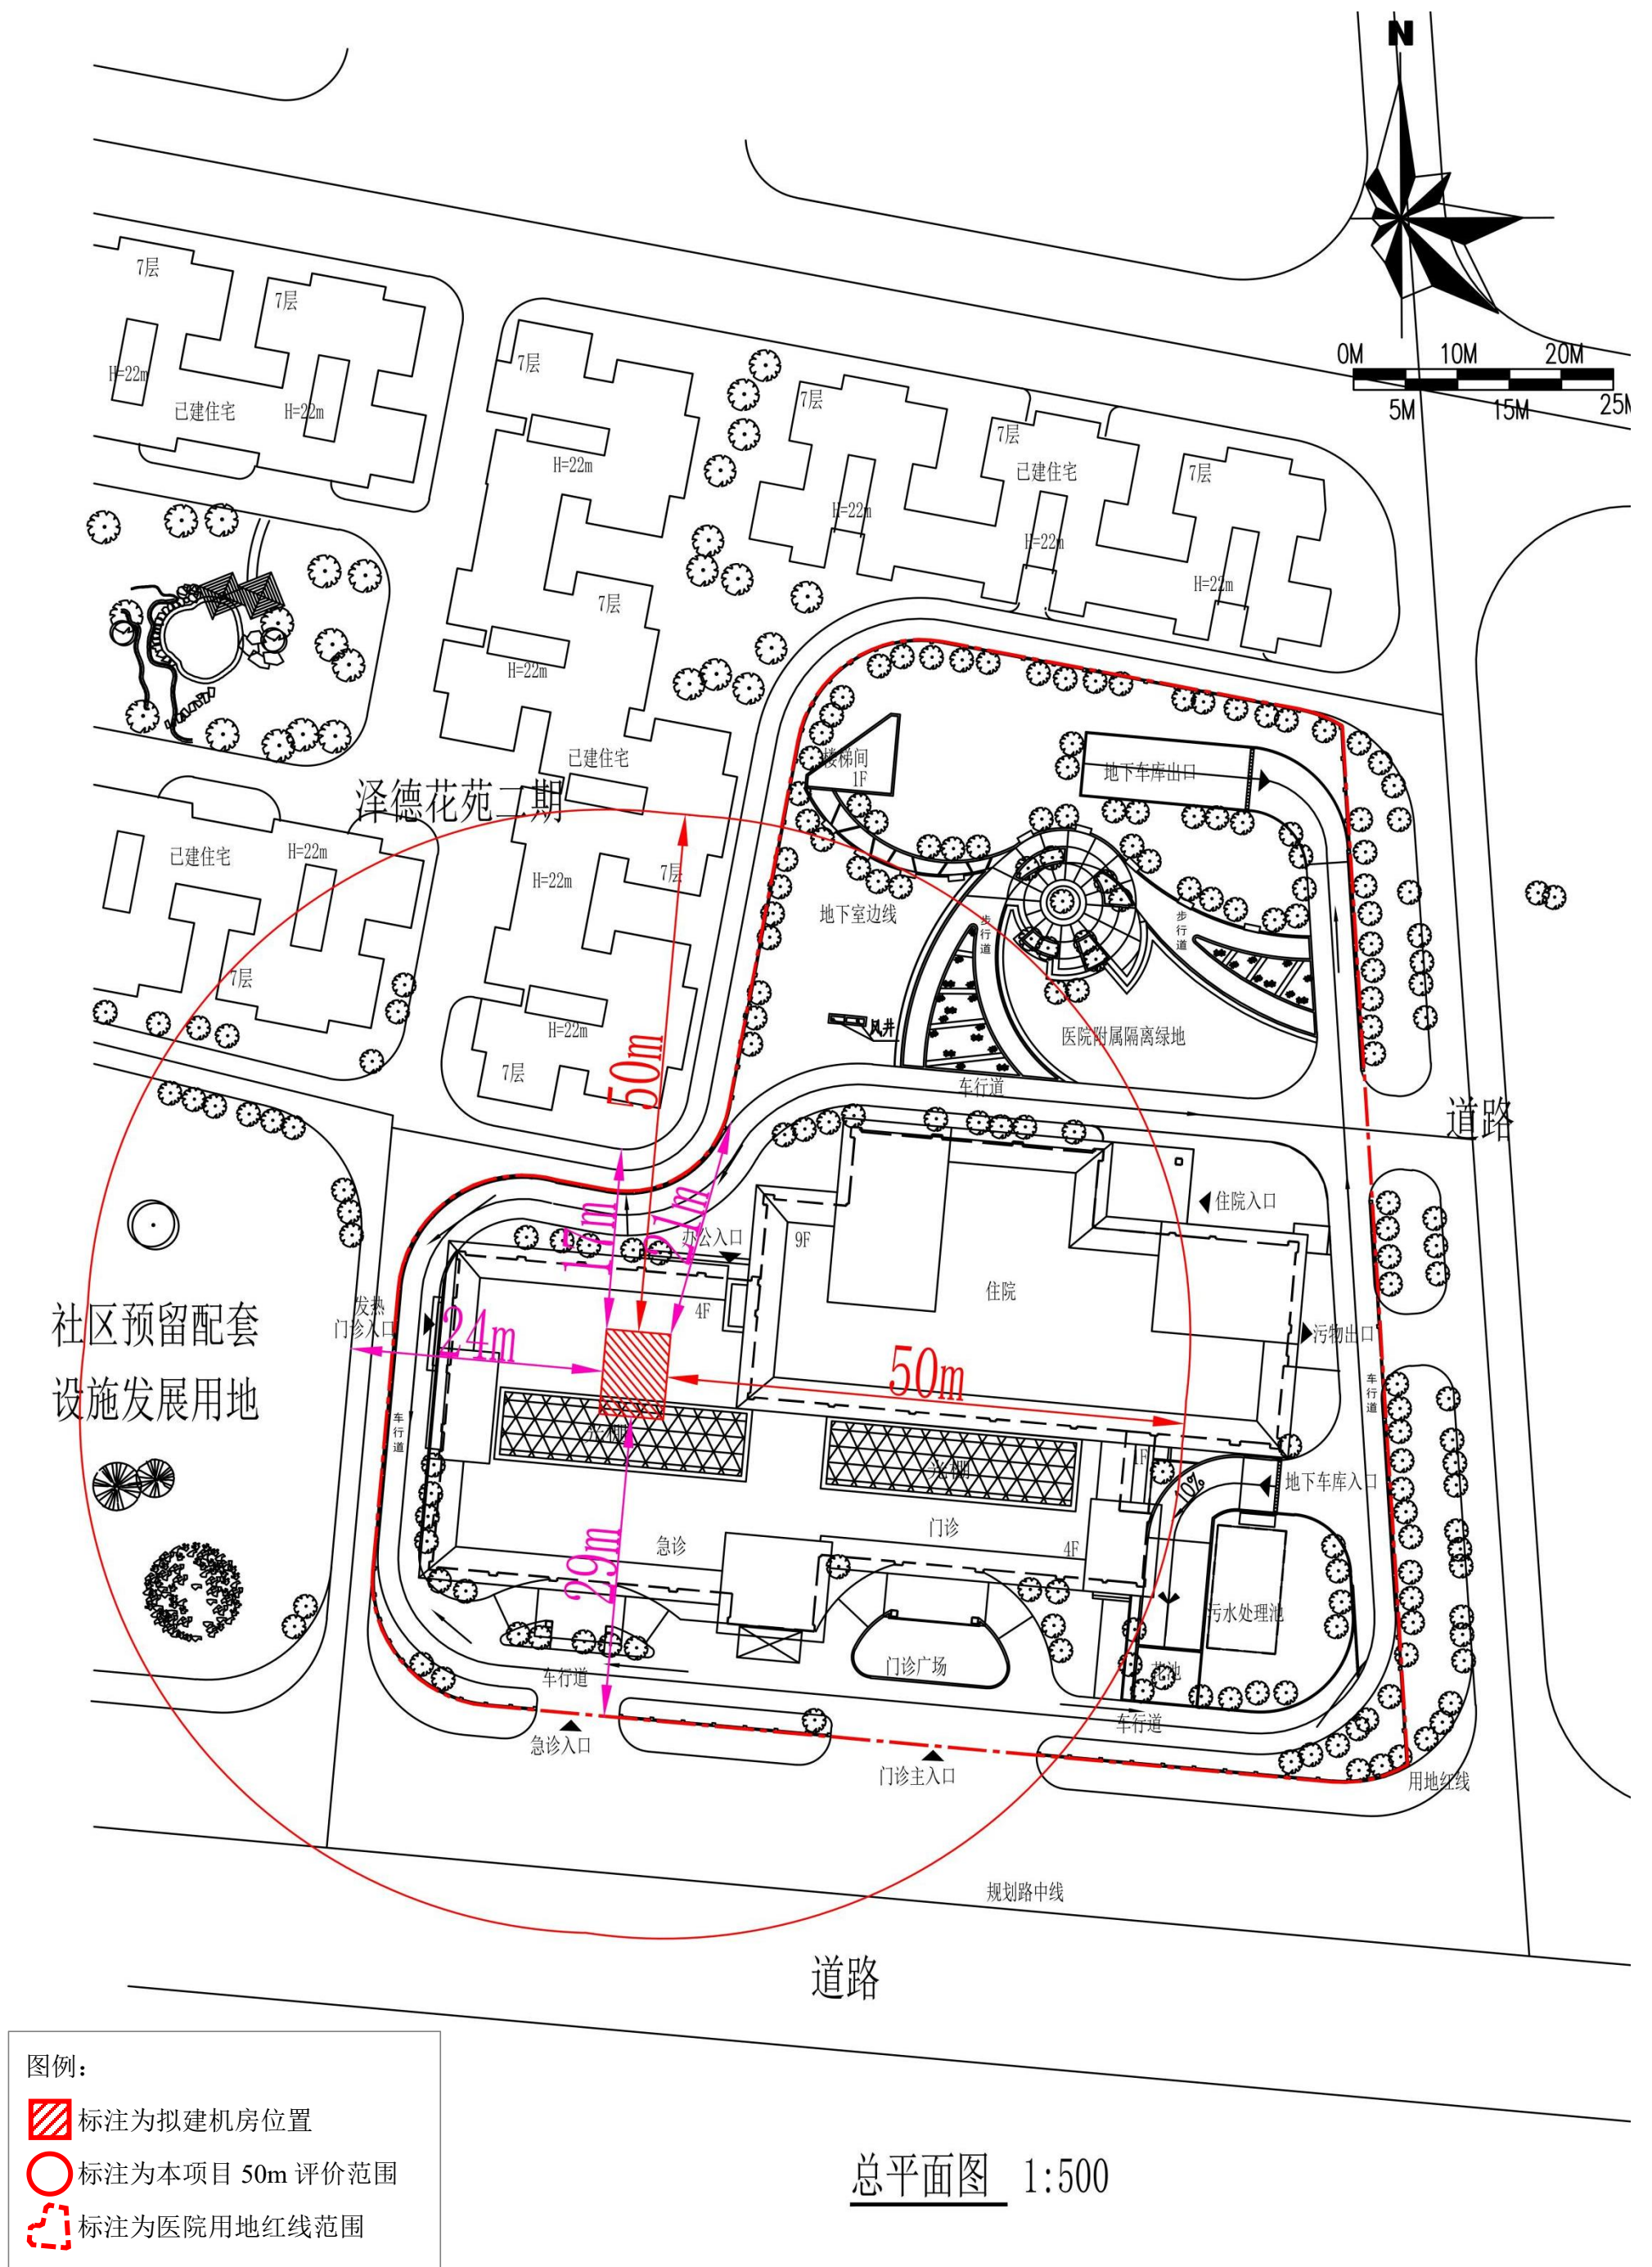 N
0M 10M 20M
5M 15M 25M
7层
7层
H=22m
已建住宅
H=22m
7层
H=22m
7层
7层
已建住宅
7层
H=22m
H=22m
H=22m
7层
H=22m
已建住宅
泽德花苑二期
楼梯间
1F
地下车库出口
已建住宅
H=22m
H=22m
7层
7层
地下室边线
步行道
步行道
H=22m
7层
50m
风井
医院附属隔离绿地
车行道
道路
17m
21m
办公入口
9F
住院入口
住院
社区预留配套
设施发展用地
发热
门诊入口
24m
4F
50m
污物出口
车行道
车行道
光棚
1F
10%
地下车库入口
急诊
门诊
4F
29m
污水处理池
门诊广场
花池
车行道
车行道
急诊入口
门诊主入口
用地红线
规划路中线
道路
图例：
标注为拟建机房位置
标注为本项目 50m 评价范围
标注为医院用地红线范围
总平面图 1:500